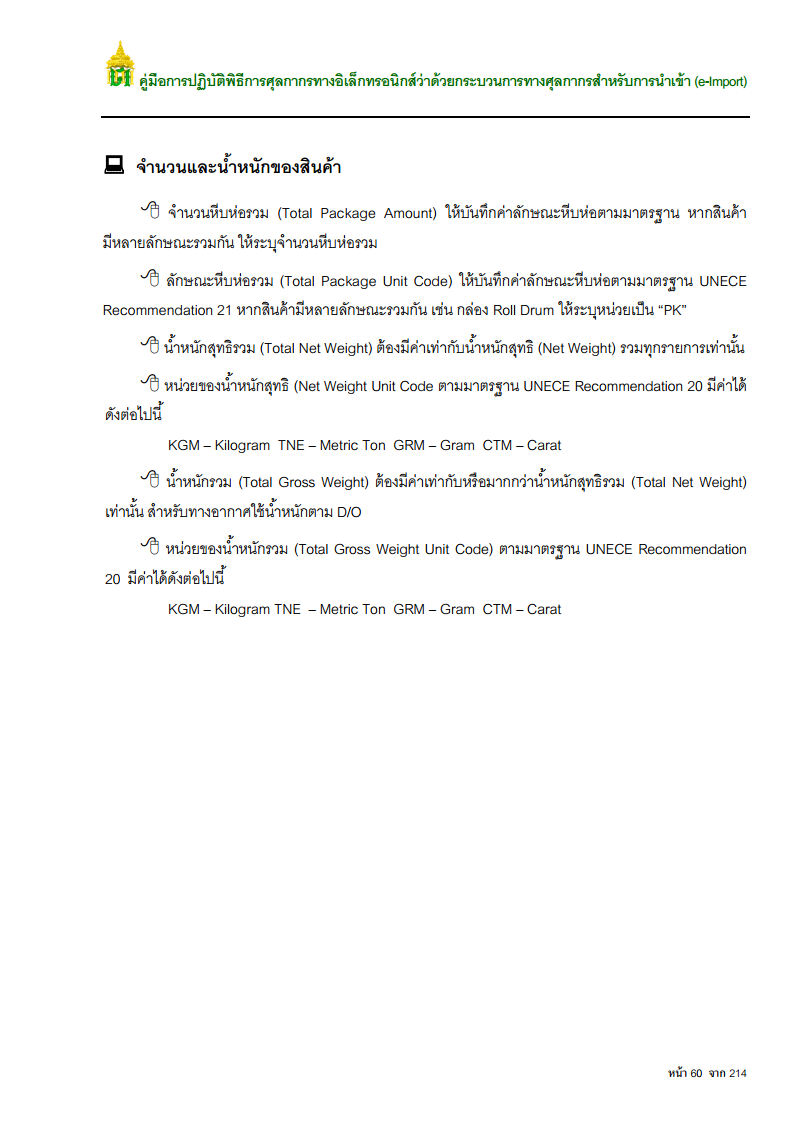 คู่มือการปฏิบัติพิธีการศุลกากรทางอิเล็กทรอนิกส์ว่าด้วยกระบวนการทางศุลกากรสำหรับการนำเข้า (e-Import)
จำนวนและน้ำหนักของสินค้า
จำนวนหีบห่อรวม (Total Package Amount) ให้บันทึกค่าลักษณะหีบห่อตามมาตรฐาน หากสินค้า
มีหลายลักษณะรวมกัน ให้ระบุจำนวนหีบห่อรวม
ลักษณะหีบห่อรวม (Total Package Unit Code) ให้บันทึกค่าลักษณะหีบห่อตามมาตรฐาน UNECE
Recommendation 21 หากสินค้ามีหลายลักษณะรวมกัน เช่น กล่อง Roll Drum ให้ระบุหน่วยเป็น “PK”
น้ำหนักสุทธิรวม (Total Net Weight) ต้องมีค่าเท่ากับน้ำหนักสุทธิ (Net Weight) รวมทุกรายการเท่านั้น
หน่วยของน้ำหนักสุทธิ (Net Weight Unit Code ตามมาตรฐาน UNECE Recommendation 20 มีค่าได้
ดังต่อไปนี้
KGM – Kilogram TNE – Metric Ton GRM – Gram CTM – Carat
น้ำหนักรวม (Total Gross Weight) ต้องมีค่าเท่ากับหรือมากกว่าน้ำหนักสุทธิรวม (Total Net Weight)
เท่านั้น สำหรับทางอากาศใช้น้ำหนักตาม D/O
หน่วยของน้ำหนักรวม (Total Gross Weight Unit Code) ตามมาตรฐาน UNECE Recommendation
20 มีค่าได้ดังต่อไปนี้
KGM – Kilogram TNE – Metric Ton GRM – Gram CTM – Carat
หน้า 60 จาก 214